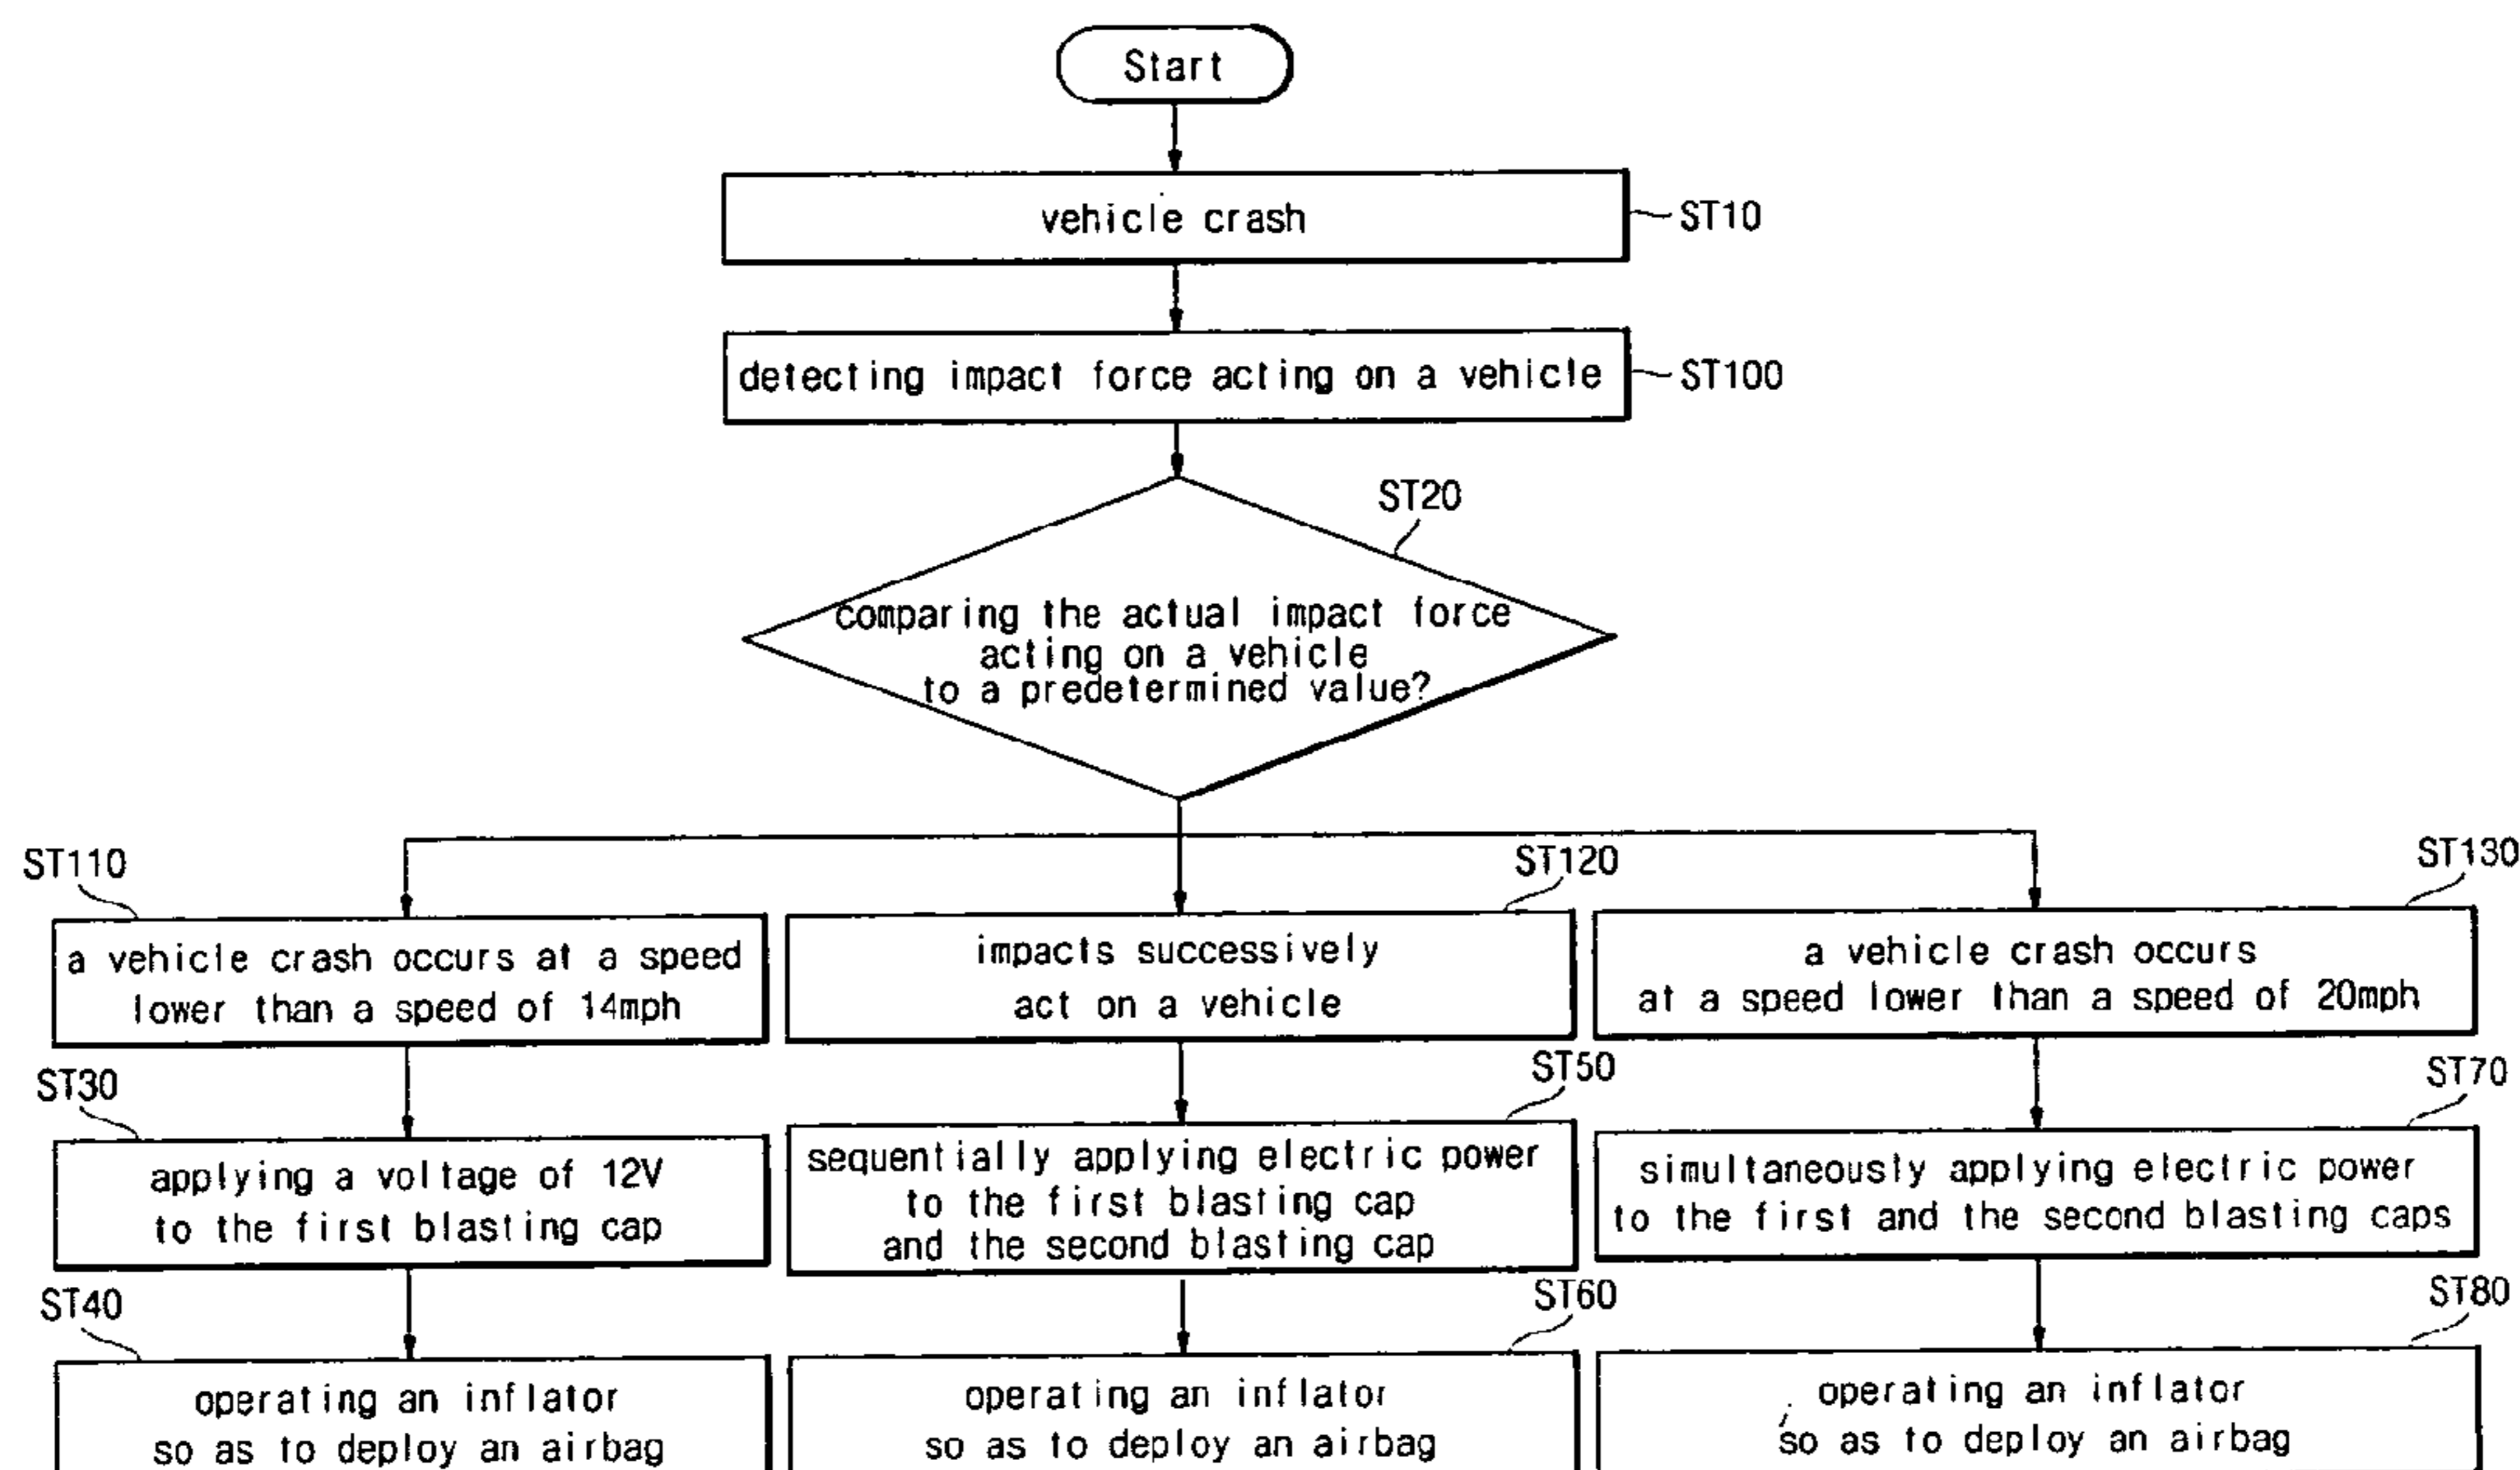 Start
vehicle crash
ST10
detecting impact force acting on a vehicle
ST100
ST20
comparing the actual impact force
acting on a vehicle
to a predetermined value?
ST110
a vehicle crash occurs at a speed
lower than a speed of 14mph
ST120
impacts successively
act on a vehicle
ST130
a vehicle crash occurs
at a speed lower than a speed of 20mph
ST30
applying a voltage of 12V
to the first blasting cap
ST50
sequentially applying electric power
to the first blasting cap
and the second blasting cap
ST70
simultaneously applying electric power
to the first and the second blasting caps
ST40
operating an inflator
so as to deploy an airbag
ST60
operating an inflator
so as to deploy an airbag
ST80
operating an inflator
so as to deploy an airbag